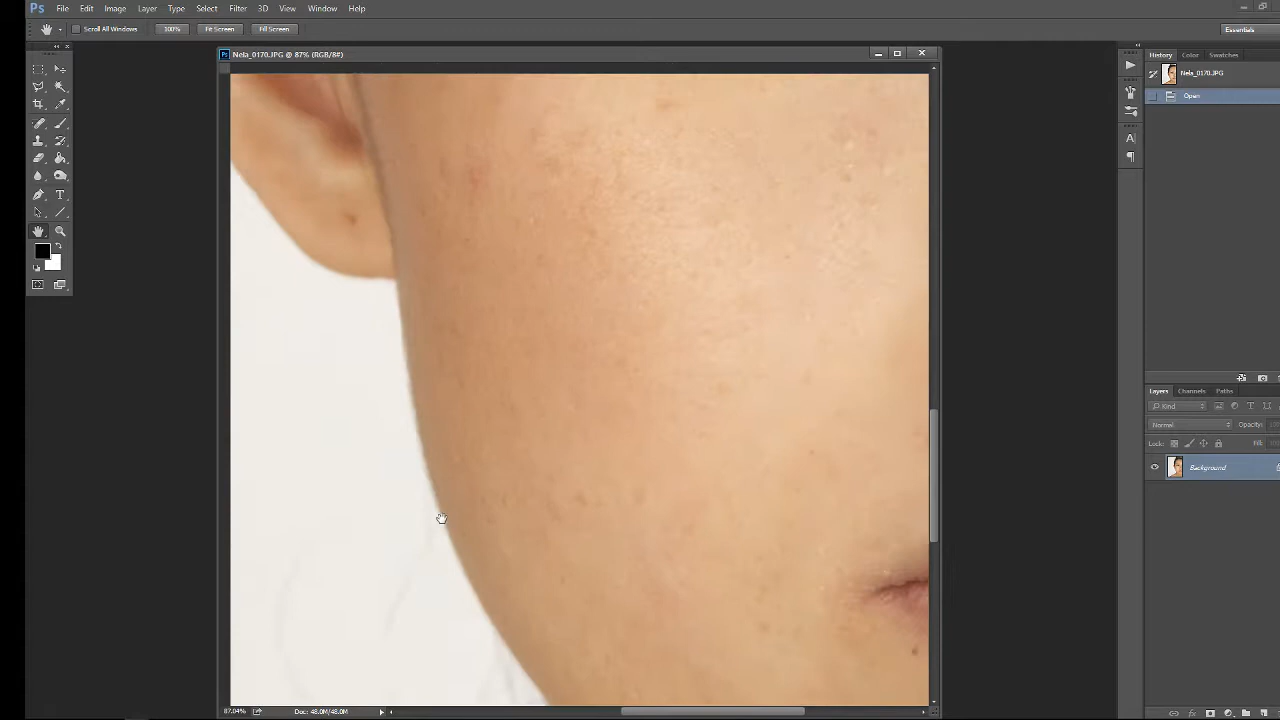 Ps File Edit Image Layer Type Select Filter 3D View Window Help
Scroll All Windows 100% Fit Screen Fill Screen Essentials
Ps Nela_0170.JPG @ 87% (RGB/8#)
History Color Swatches
Nela_0170.JPG
Open
A
Layers Channels Paths
Kind
Normal Opacity:
Lock: Fill:
Background
87.04% Doc: 48.0M/48.0M